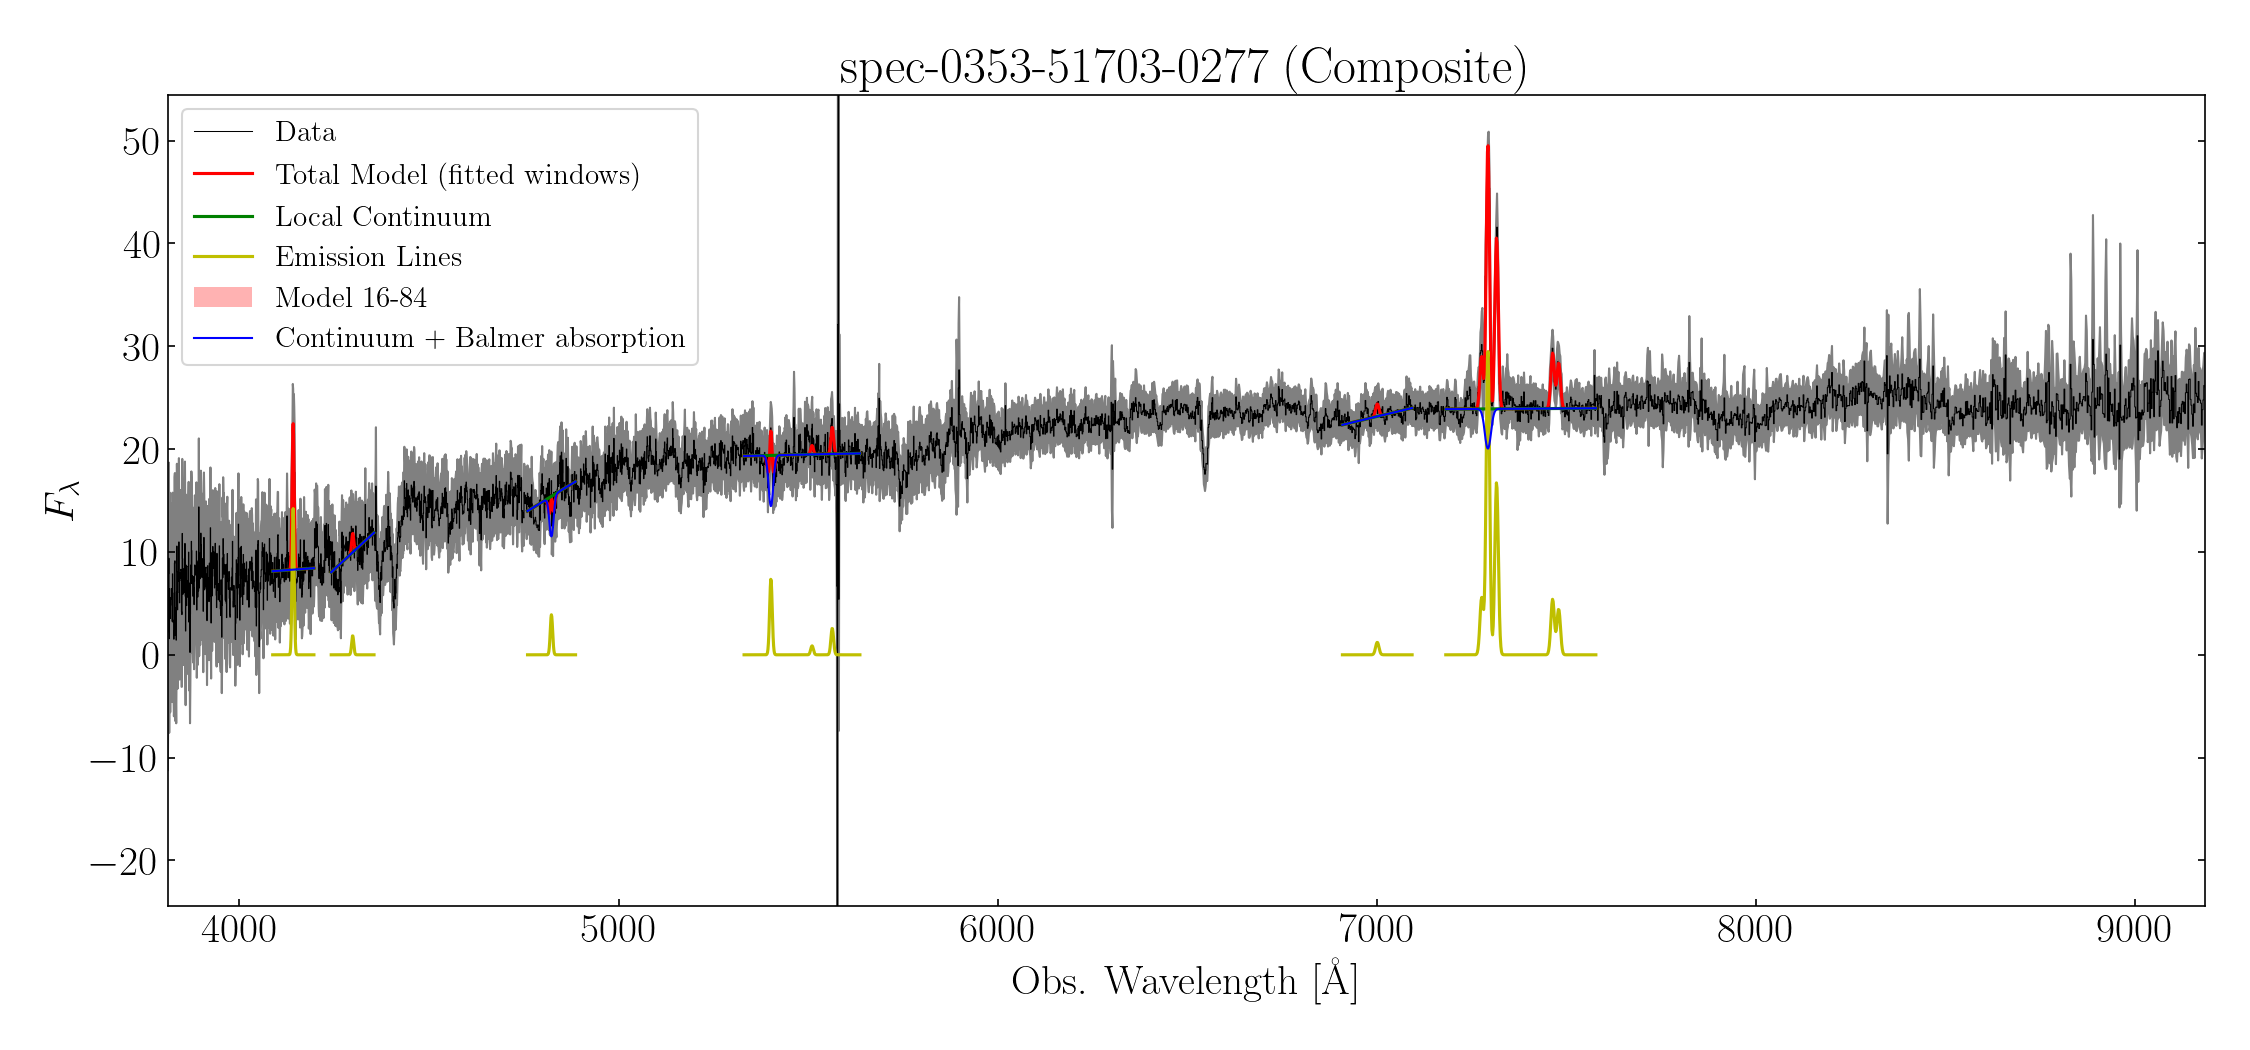 spec-0353-51703-0277 (Composite)
Data
Total Model (fitted windows)
Local Continuum
Emission Lines
Model 16-84
Continuum + Balmer absorption
50
40
30
20
10
0
−10
−20
Fλ
4000 5000 6000 7000 8000 9000
Obs. Wavelength [Å]